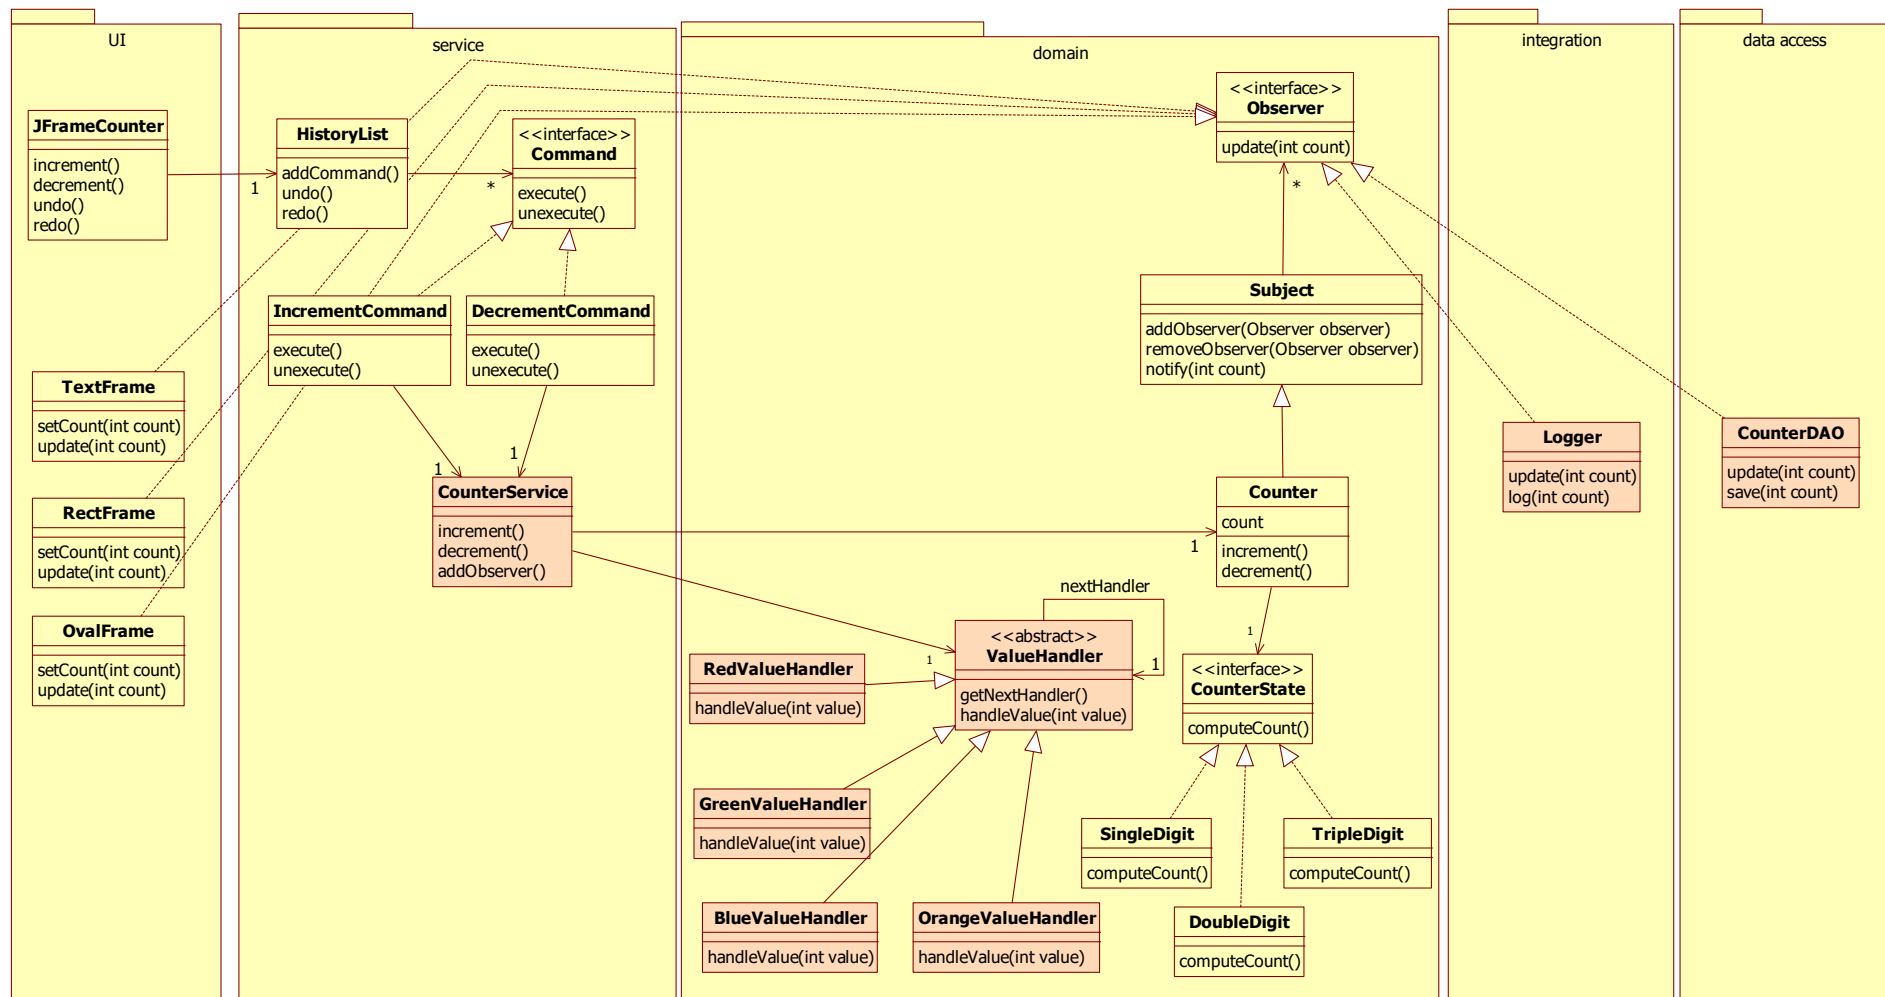 UI
JFrameCounter
increment()
decrement()
undo()
redo()
1
TextFrame
setCount(int count)
update(int count)
RectFrame
setCount(int count)
update(int count)
OvalFrame
setCount(int count)
update(int count)
service
HistoryList
addCommand()
undo()
redo()
*
<<interface>>
Command
execute()
unexecute()
IncrementCommand
execute()
unexecute()
DecrementCommand
execute()
unexecute()
1
1
CounterService
increment()
decrement()
addObserver()
domain
<<interface>>
Observer
update(int count)
*
Subject
addObserver(Observer observer)
removeObserver(Observer observer)
notify(int count)
Counter
count
increment()
decrement()
1
nextHandler
<<abstract>>
ValueHandler
getNextHandler()
handleValue(int value)
1
1
RedValueHandler
handleValue(int value)
GreenValueHandler
handleValue(int value)
BlueValueHandler
handleValue(int value)
OrangeValueHandler
handleValue(int value)
1
<<interface>>
CounterState
computeCount()
SingleDigit
computeCount()
TripleDigit
computeCount()
DoubleDigit
computeCount()
integration
Logger
update(int count)
log(int count)
data access
CounterDAO
update(int count)
save(int count)